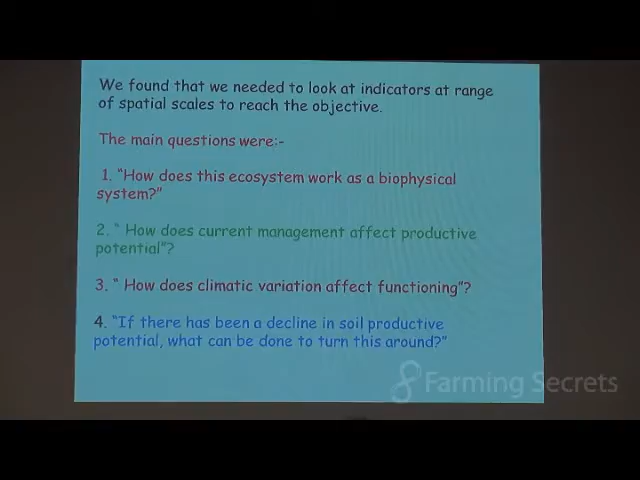 We found that we needed to look at indicators at range
of spatial scales to reach the objective.
The main questions were:-
1. "How does this ecosystem work as a biophysical
system?"
2. " How does current management affect productive
potential"?
3. " How does climatic variation affect functioning"?
4. "If there has been a decline in soil productive
potential, what can be done to turn this around?"
Farming Secrets